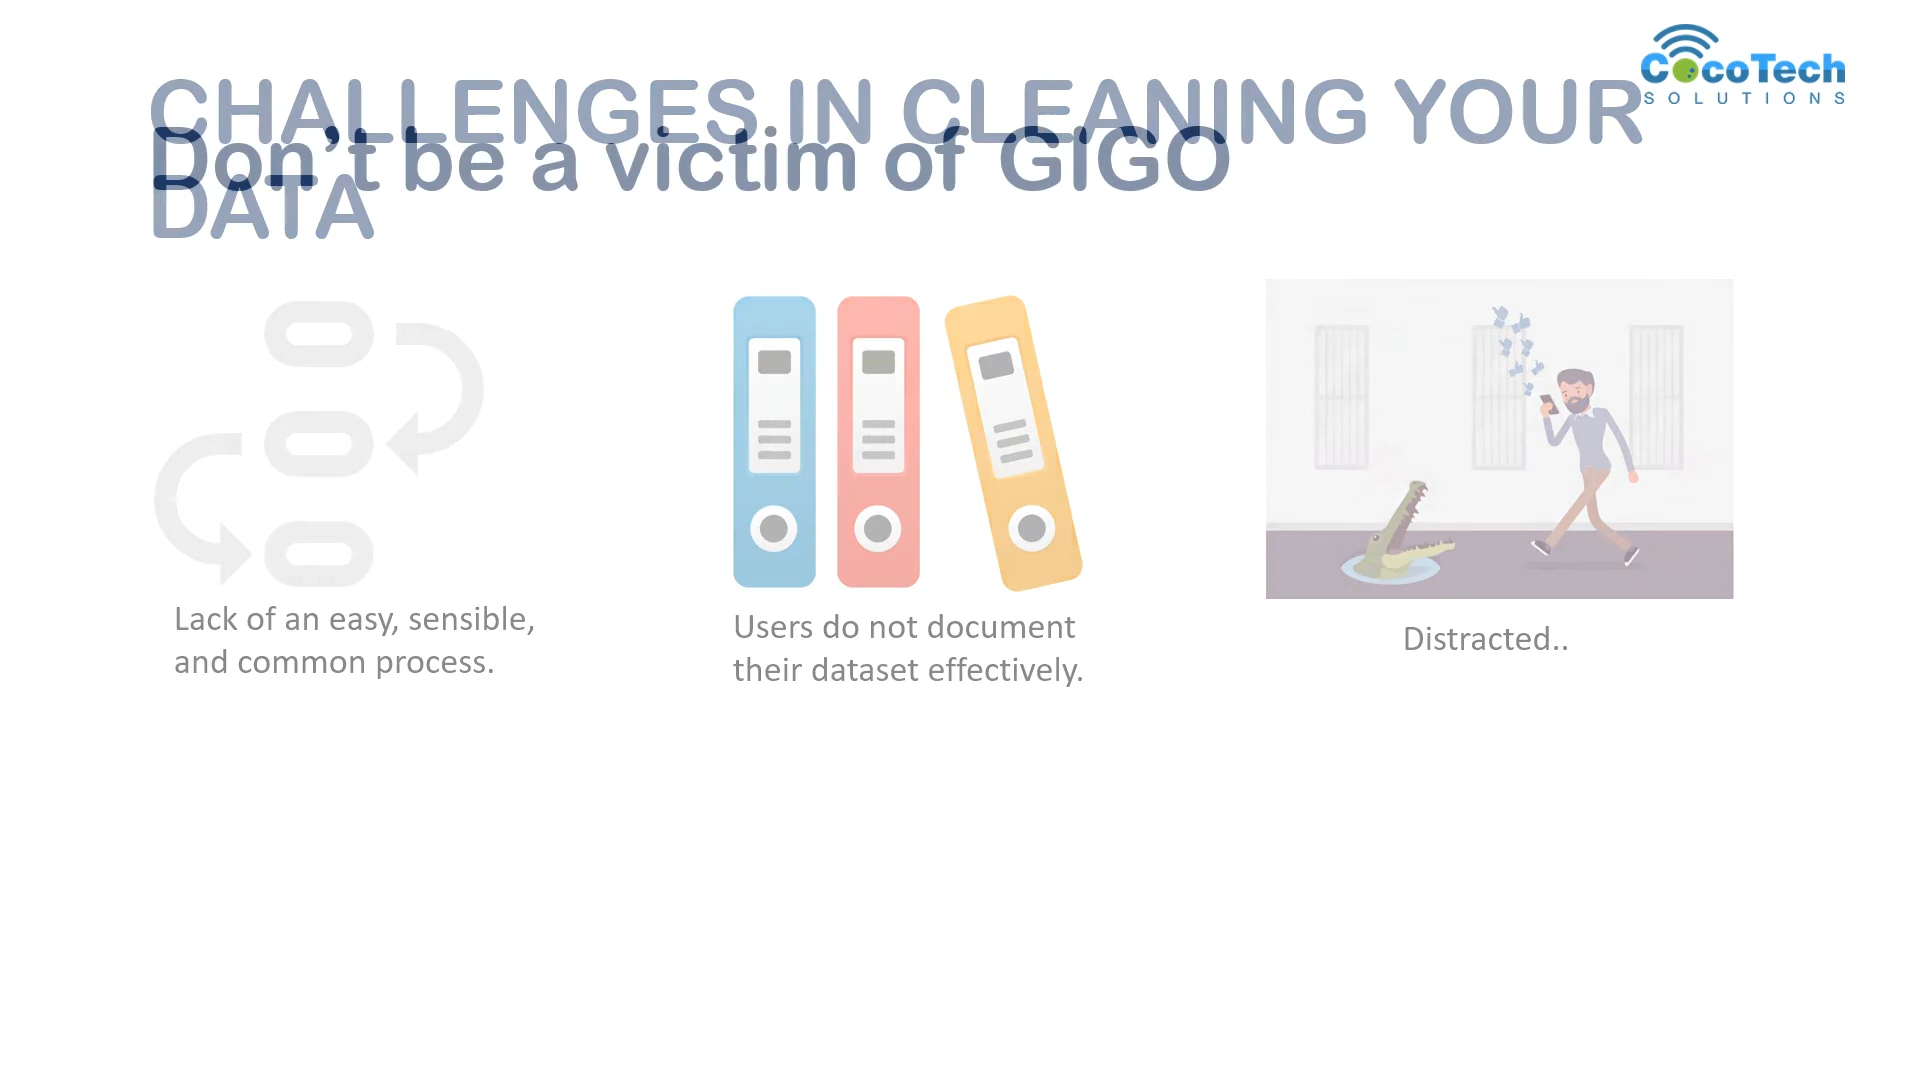 CocoTech
SOLUTIONS
CHALLENGES IN CLEANING YOUR
DATA
Don’t be a victim of GIGO
Lack of an easy, sensible,
and common process.
Users do not document
their dataset effectively.
Distracted..